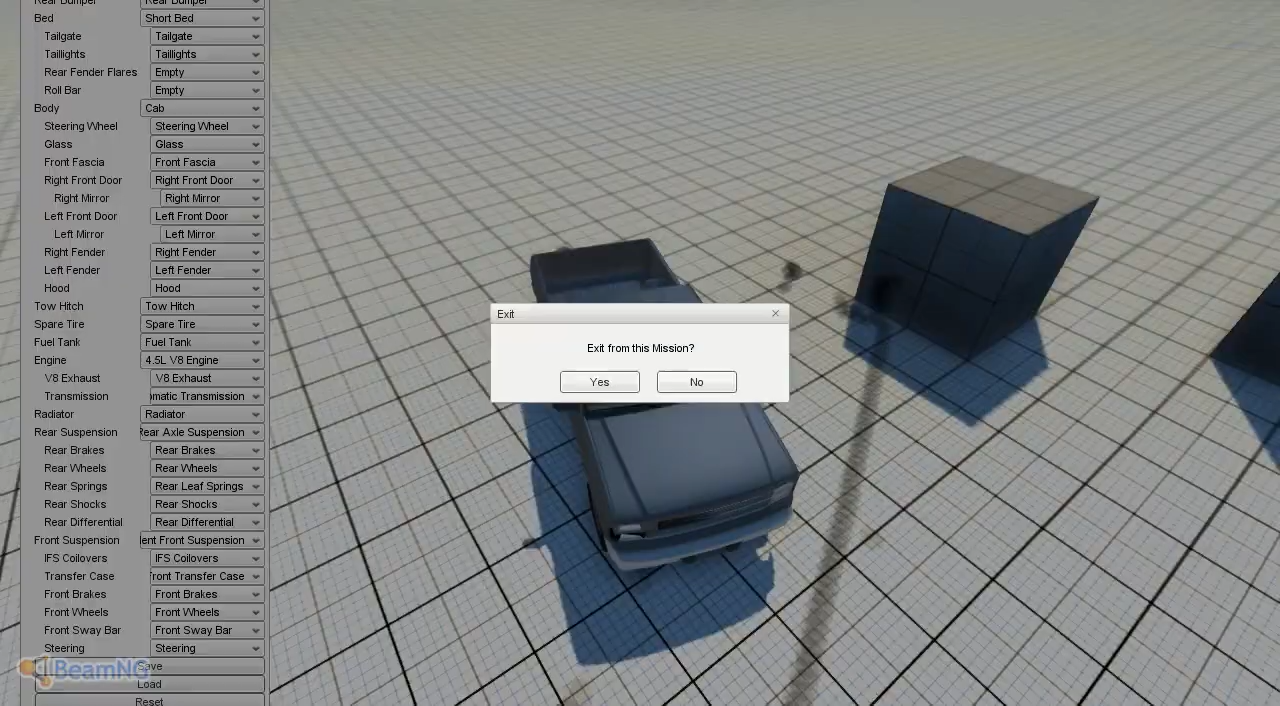 Rear Bumper Rear Bumper
Bed Short Bed
Tailgate Tailgate
Taillights Taillights
Rear Fender Flares Empty
Roll Bar Empty
Body Cab
Steering Wheel Steering Wheel
Glass Glass
Front Fascia Front Fascia
Right Front Door Right Front Door
Right Mirror Right Mirror
Left Front Door Left Front Door
Left Mirror Left Mirror
Right Fender Right Fender
Left Fender Left Fender
Hood Hood
Tow Hitch Tow Hitch
Spare Tire Spare Tire
Fuel Tank Fuel Tank
Engine 4.5L V8 Engine
V8 Exhaust V8 Exhaust
Transmission omatic Transmission
Radiator Radiator
Rear Suspension Rear Axle Suspension
Rear Brakes Rear Brakes
Rear Wheels Rear Wheels
Rear Springs Rear Leaf Springs
Rear Shocks Rear Shocks
Rear Differential Rear Differential
Front Suspension lent Front Suspension
IFS Coilovers IFS Coilovers
Transfer Case Front Transfer Case
Front Brakes Front Brakes
Front Wheels Front Wheels
Front Sway Bar Front Sway Bar
Steering Steering
Save
BeamNG
Load
Reset
Exit
Exit from this Mission?
Yes No